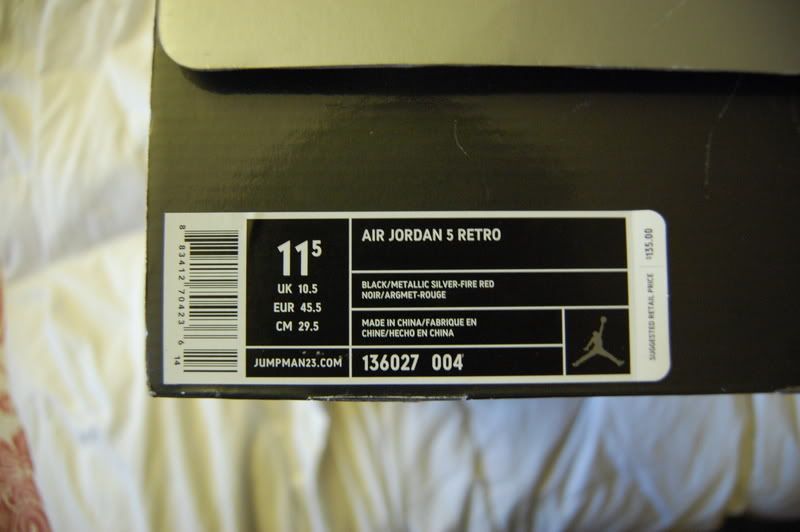 8 83412 70423 6 14
11⁵
UK 10.5
EUR 45.5
CM 29.5
JUMPMAN23.COM
AIR JORDAN 5 RETRO
BLACK/METALLIC SILVER-FIRE RED
NOIR/ARGMET-ROUGE
MADE IN CHINA/FABRIQUE EN
CHINE/HECHO EN CHINA
136027 004
SUGGESTED RETAIL PRICE $135.00